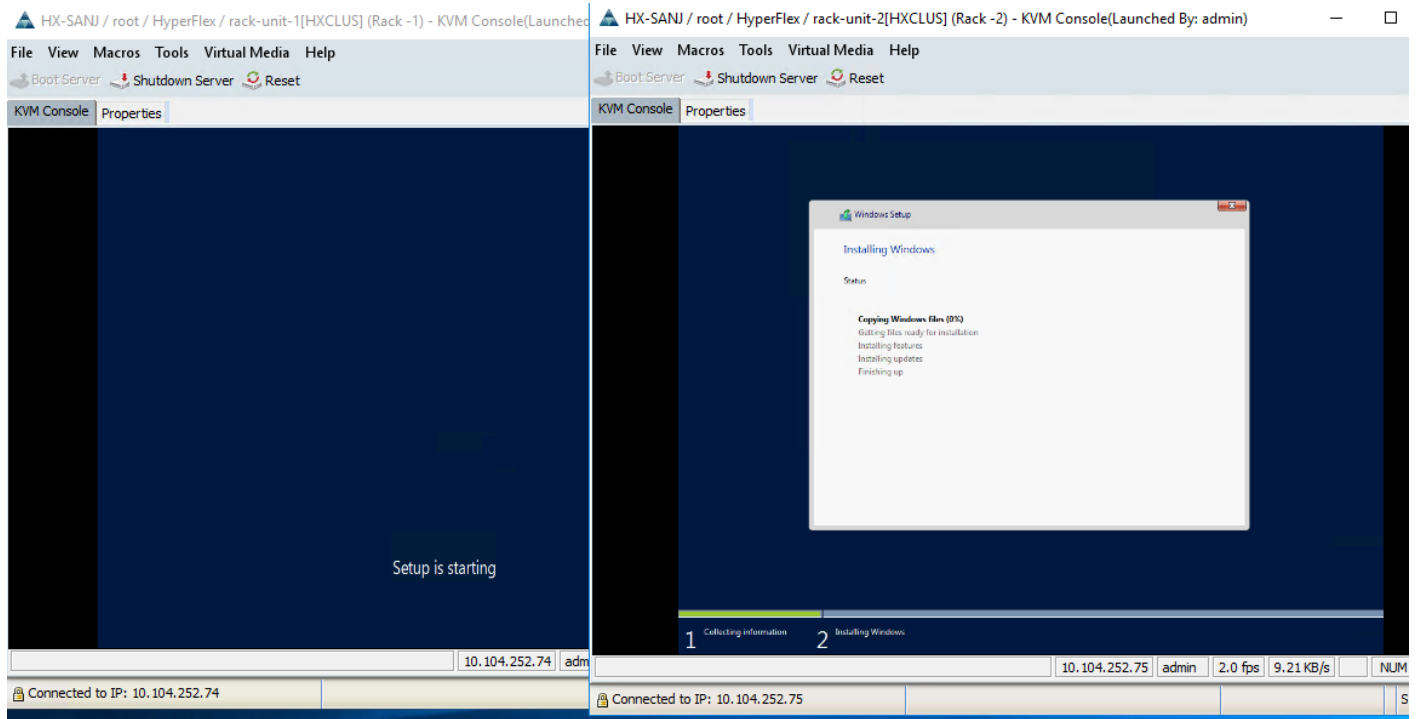 HX-SANJ / root / HyperFlex / rack-unit-1[HXCLUS] (Rack -1) - KVM Console(Launched
File View Macros Tools Virtual Media Help
Boot Server Shutdown Server Reset
KVM Console Properties
Setup is starting
10.104.252.74 adm
Connected to IP: 10.104.252.74
HX-SANJ / root / HyperFlex / rack-unit-2[HXCLUS] (Rack -2) - KVM Console(Launched By: admin)
File View Macros Tools Virtual Media Help
Boot Server Shutdown Server Reset
KVM Console Properties
Windows Setup
Installing Windows
Status
Copying Windows files (0%)
Getting files ready for installation
Installing features
Installing updates
Finishing up
1 Collecting information 2 Installing Windows
10.104.252.75 admin 2.0 fps 9.21 KB/s NUM
Connected to IP: 10.104.252.75 S